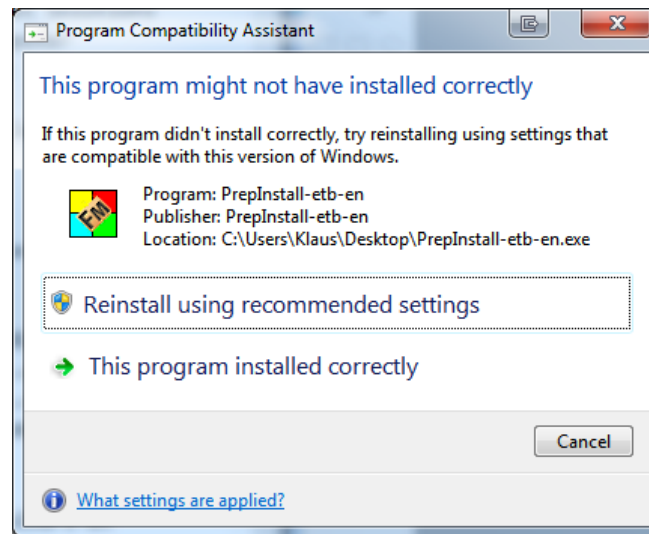 Program Compatibility Assistant
This program might not have installed correctly
If this program didn't install correctly, try reinstalling using settings that
are compatible with this version of Windows.
FM
Program: PrepInstall-etb-en
Publisher: PrepInstall-etb-en
Location: C:\Users\Klaus\Desktop\PrepInstall-etb-en.exe
Reinstall using recommended settings
This program installed correctly
Cancel
What settings are applied?